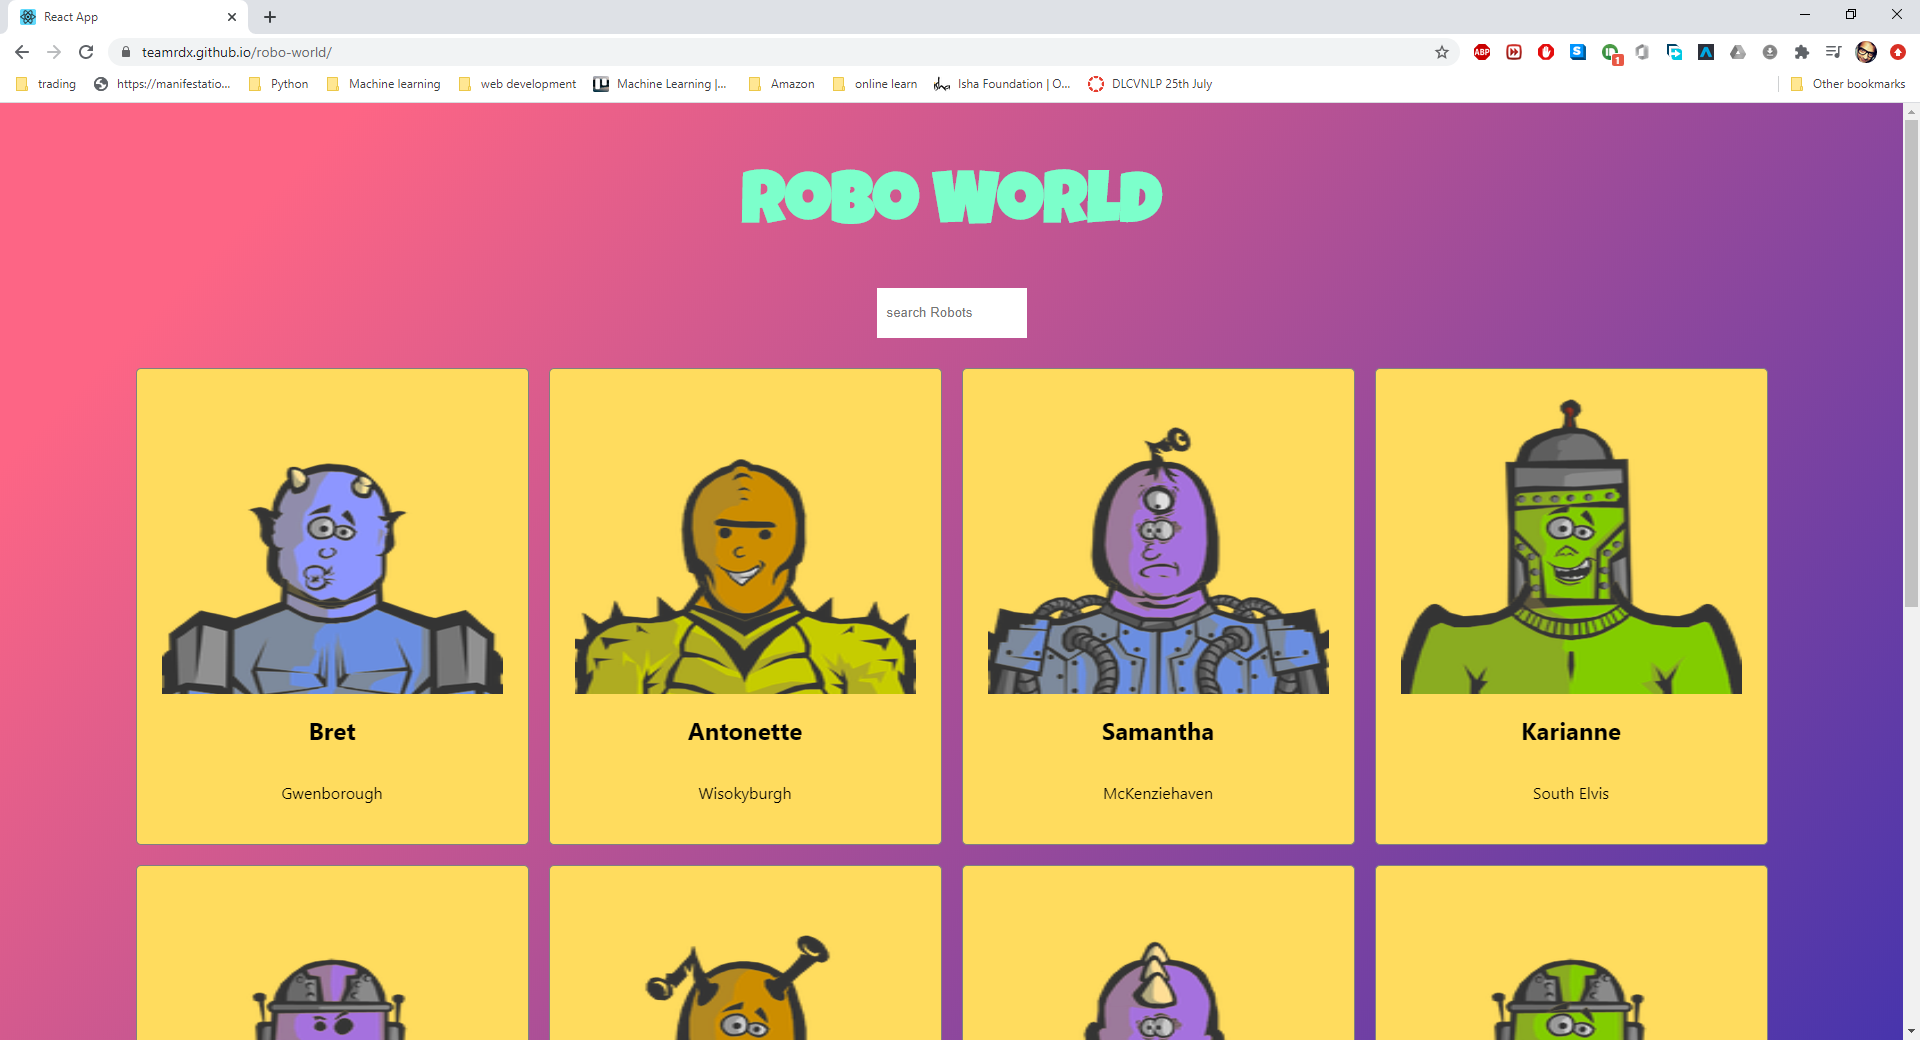 React App
teamrdx.github.io/robo-world/
ABP
S
1
trading
https://manifestatio...
Python
Machine learning
web development
Machine Learning |...
Amazon
online learn
Isha Foundation | O...
DLCVNLP 25th July
Other bookmarks
ROBO WORLD
search Robots
Bret
Antonette
Samantha
Karianne
Gwenborough
Wisokyburgh
McKenziehaven
South Elvis